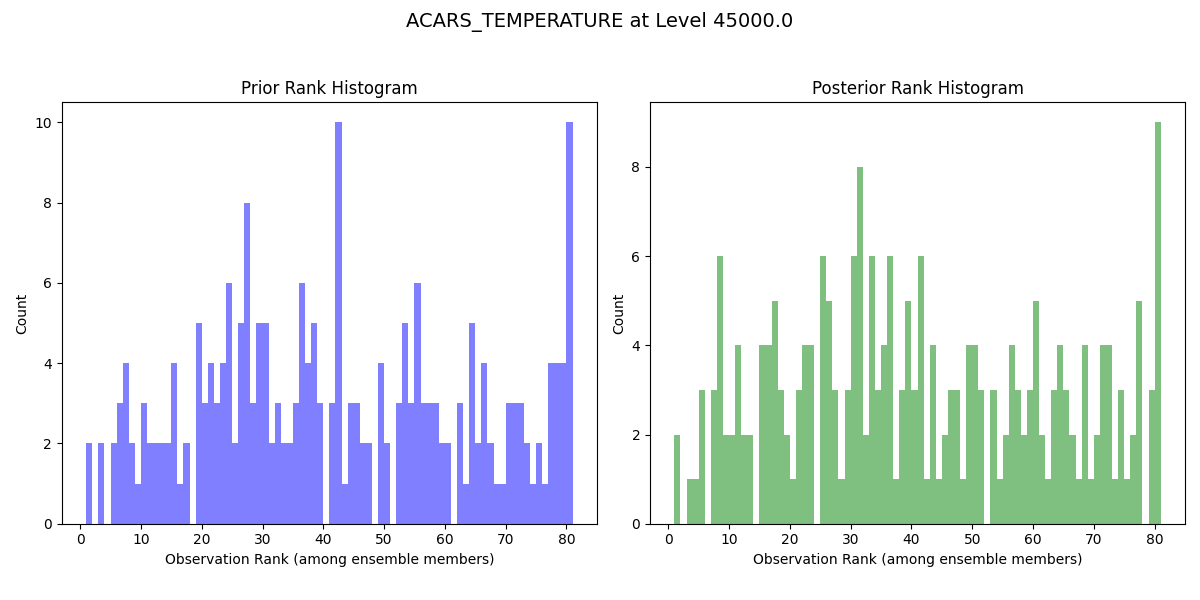 ACARS_TEMPERATURE at Level 45000.0
Prior Rank Histogram
Count
10
8
6
4
2
0
0 10 20 30 40 50 60 70 80
Observation Rank (among ensemble members)
Posterior Rank Histogram
Count
8
6
4
2
0
0 10 20 30 40 50 60 70 80
Observation Rank (among ensemble members)